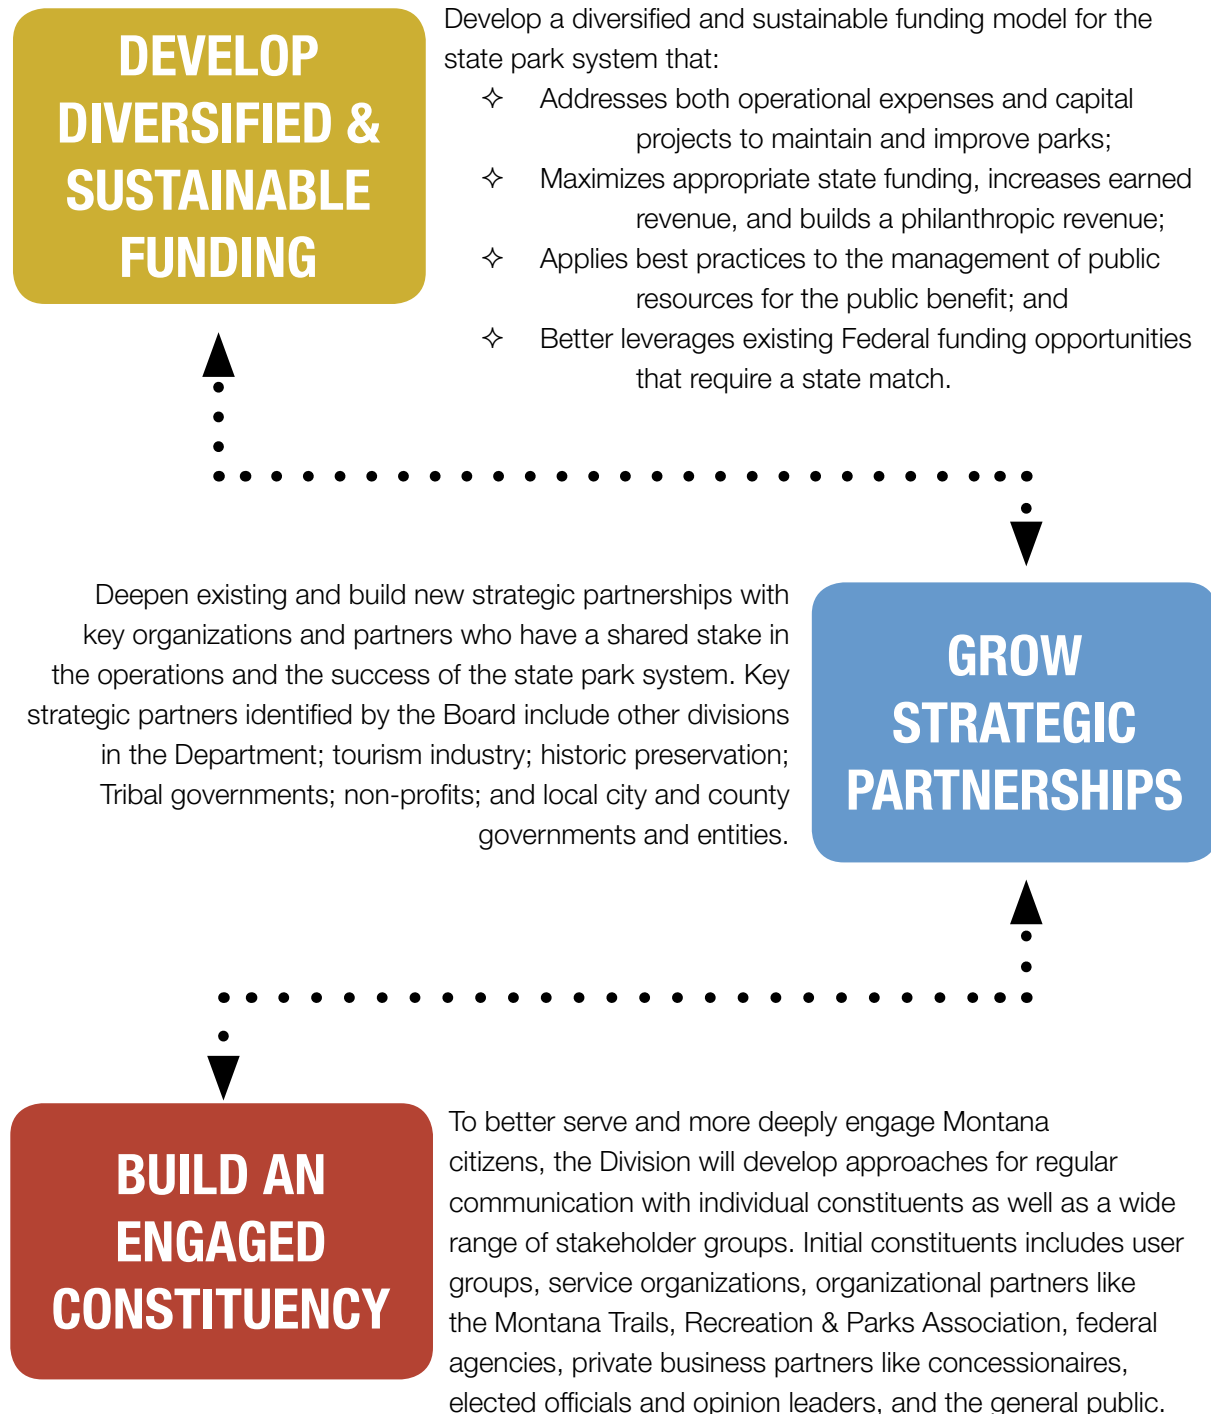 DEVELOP
DIVERSIFIED &
SUSTAINABLE
FUNDING
Develop a diversified and sustainable funding model for the
state park system that:
✧ Addresses both operational expenses and capital
projects to maintain and improve parks;
✧ Maximizes appropriate state funding, increases earned
revenue, and builds a philanthropic revenue;
✧ Applies best practices to the management of public
resources for the public benefit; and
✧ Better leverages existing Federal funding opportunities
that require a state match.
Deepen existing and build new strategic partnerships with
key organizations and partners who have a shared stake in
the operations and the success of the state park system. Key
strategic partners identified by the Board include other divisions
in the Department; tourism industry; historic preservation;
Tribal governments; non-profits; and local city and county
governments and entities.
GROW
STRATEGIC
PARTNERSHIPS
BUILD AN
ENGAGED
CONSTITUENCY
To better serve and more deeply engage Montana
citizens, the Division will develop approaches for regular
communication with individual constituents as well as a wide
range of stakeholder groups. Initial constituents includes user
groups, service organizations, organizational partners like
the Montana Trails, Recreation & Parks Association, federal
agencies, private business partners like concessionaires,
elected officials and opinion leaders, and the general public.